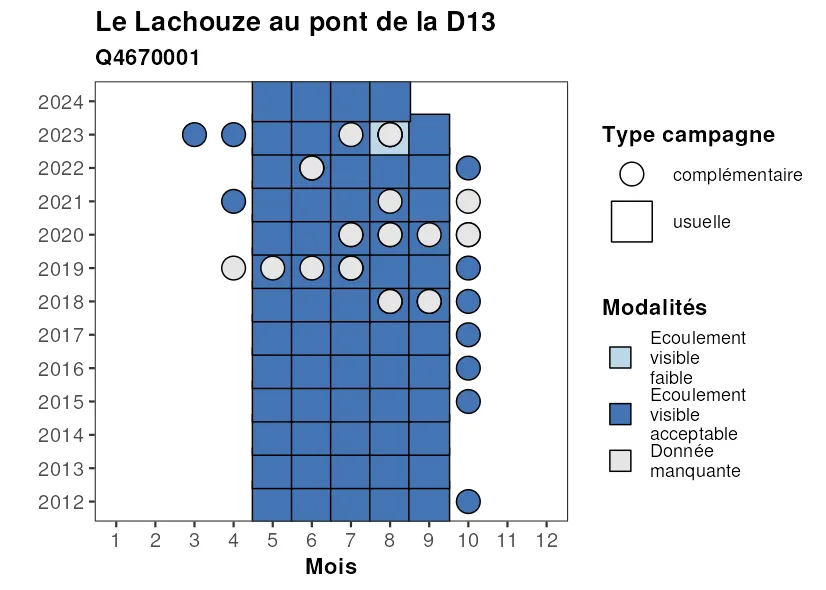 Le Lachouze au pont de la D13
Q4670001
2024
2023
2022
2021
2020
2019
2018
2017
2016
2015
2014
2013
2012
1 2 3 4 5 6 7 8 9 10 11 12
Mois
Type campagne
complémentaire
usuelle
Modalités
Ecoulement
visible
faible
Ecoulement
visible
acceptable
Donnée
manquante